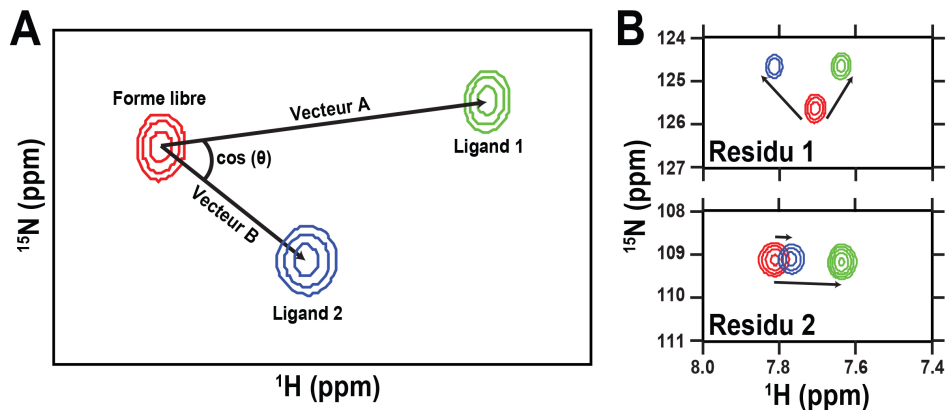 A
Forme libre
Vecteur A
Ligand 1
cos (θ)
Vecteur B
Ligand 2
¹⁵N (ppm)
¹H (ppm)
B
124
125
126
127
Residu 1
¹⁵N (ppm)
108
109
110
111
Residu 2
8.0
7.8
7.6
7.4
¹H (ppm)